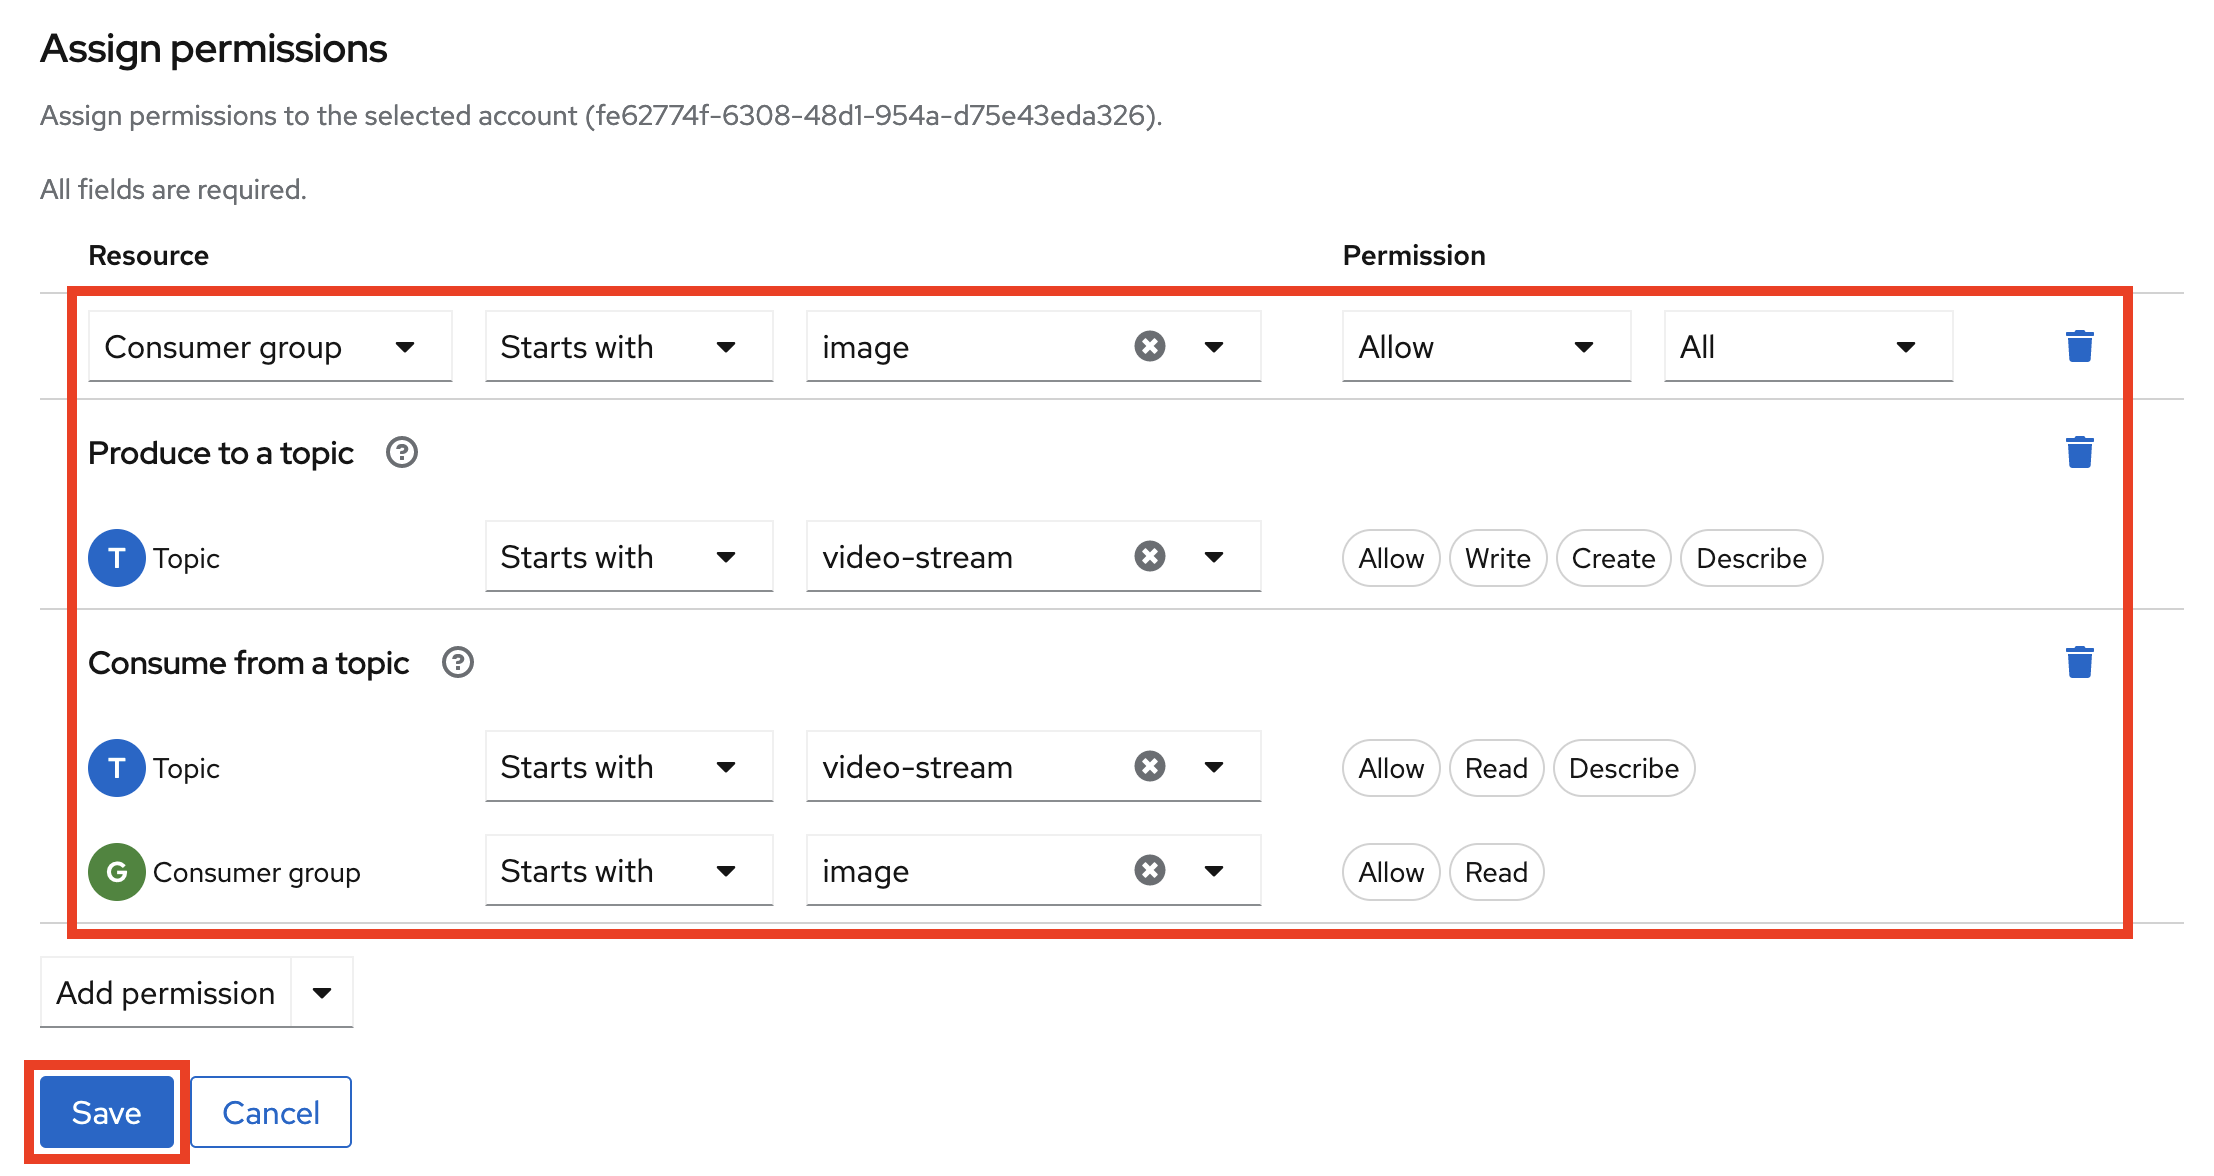 Assign permissions
Assign permissions to the selected account (fe62774f-6308-48d1-954a-d75e43eda326).
All fields are required.
Resource Permission
Consumer group Starts with image Allow All
Produce to a topic ?
T Topic Starts with video-stream Allow Write Create Describe
Consume from a topic ?
T Topic Starts with video-stream Allow Read Describe
G Consumer group Starts with image Allow Read
Add permission
Save Cancel